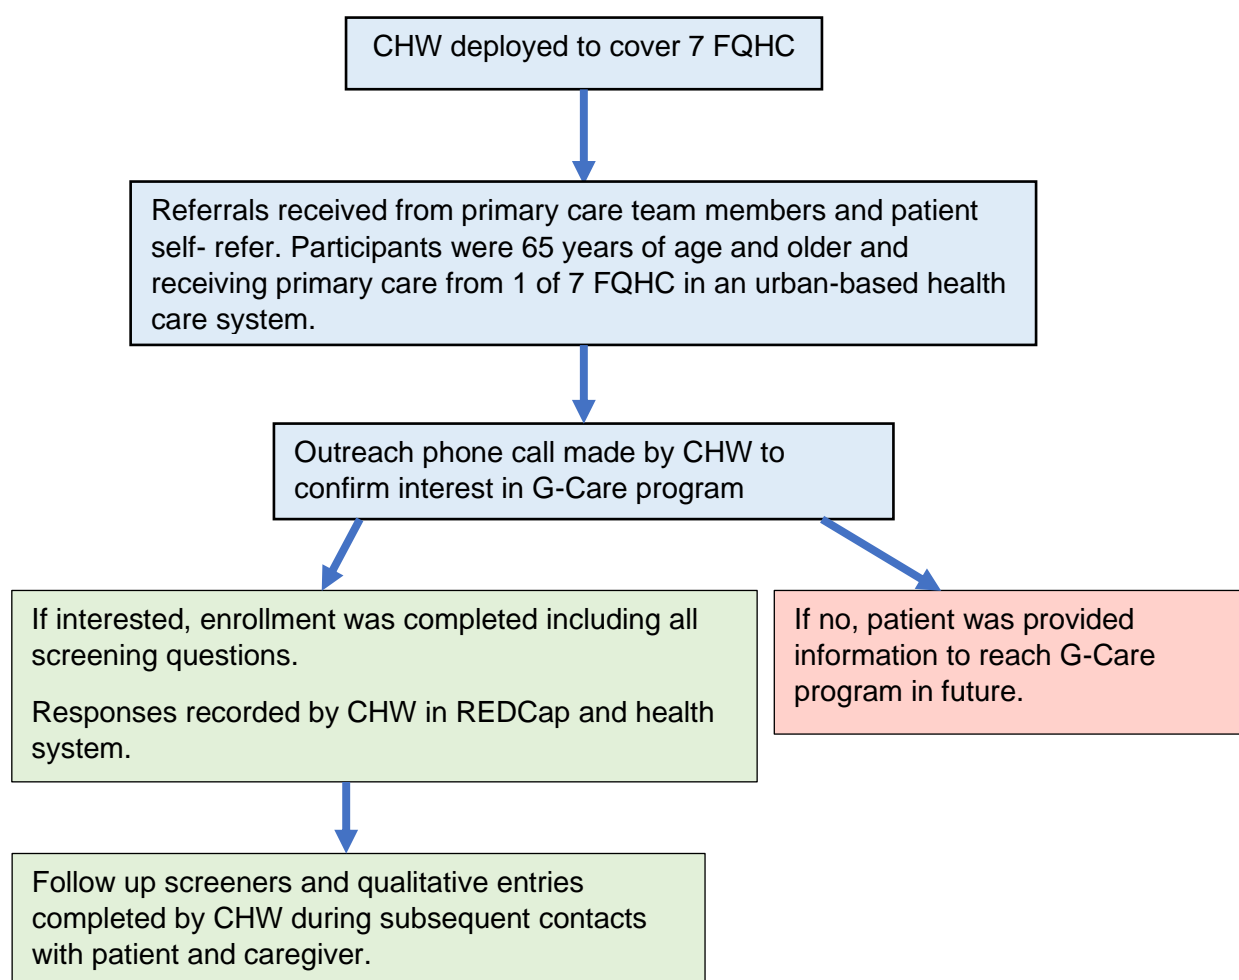 CHW deployed to cover 7 FQHC
Referrals received from primary care team members and patient
self- refer. Participants were 65 years of age and older and
receiving primary care from 1 of 7 FQHC in an urban-based health
care system.
Outreach phone call made by CHW to
confirm interest in G-Care program
If interested, enrollment was completed including all
screening questions.
Responses recorded by CHW in REDCap and health
system.
If no, patient was provided
information to reach G-Care
program in future.
Follow up screeners and qualitative entries
completed by CHW during subsequent contacts
with patient and caregiver.